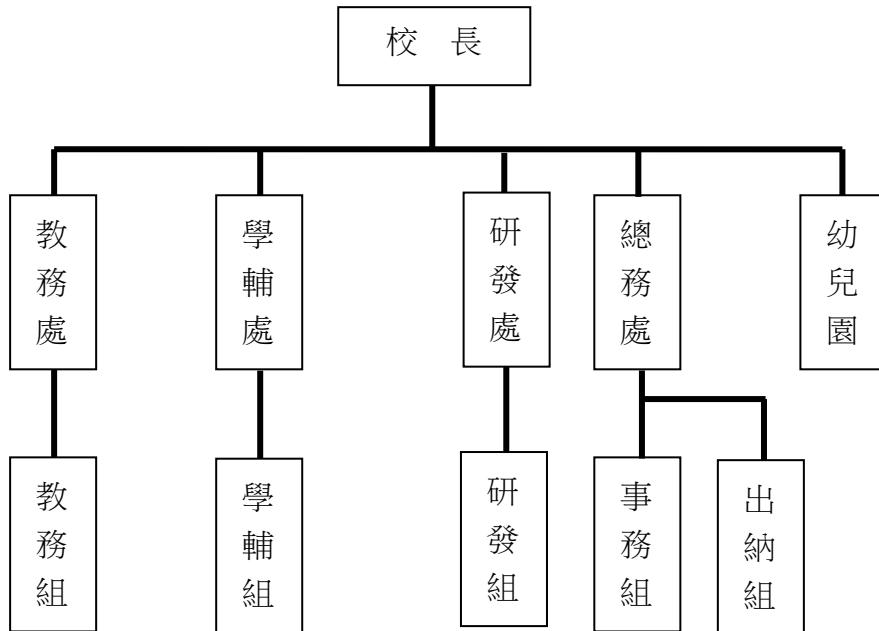 校　長
教務處
學輔處
研發處
總務處
幼兒園
教務組
學輔組
研發組
事務組
出納組